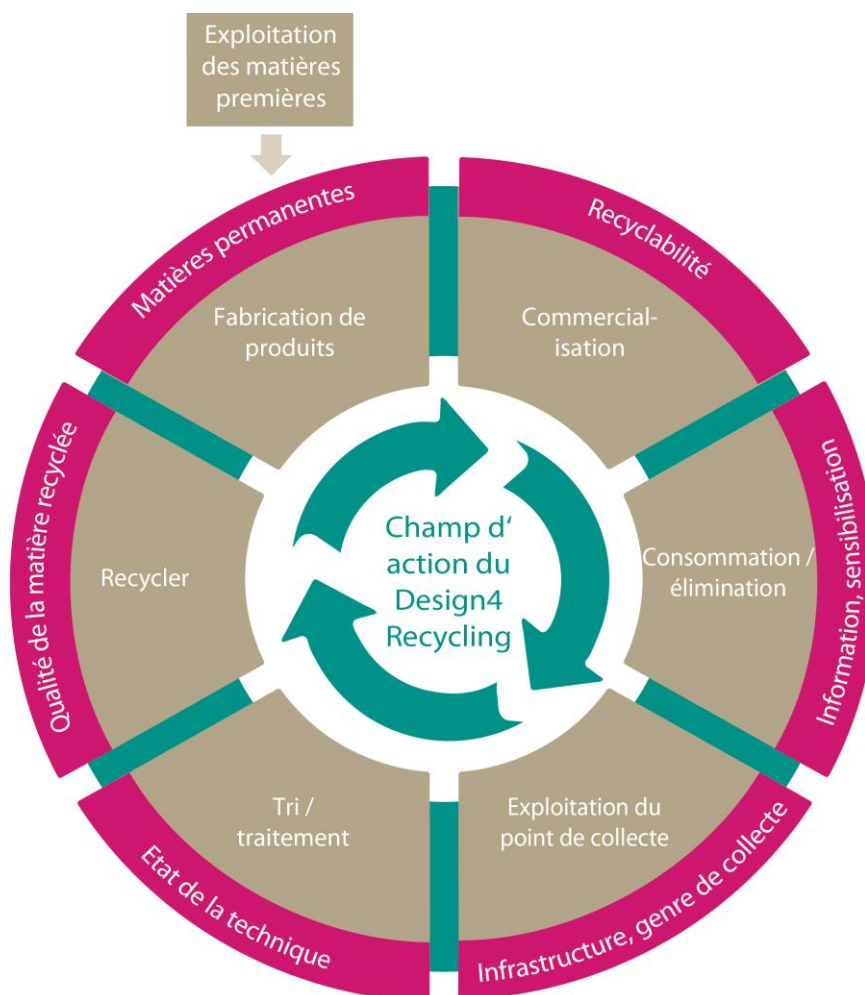 Exploitation
des matières
premières
Matières permanentes
Recyclabilité
Fabrication de
produits
Commercial-
isation
Qualité de la matière recyclée
Information, sensibilisation
Recycler
Champ d‘
action du
Design4
Recycling
Consommation /
élimination
Tri /
traitement
Exploitation du
point de collecte
Etat de la technique
Infrastructure, genre de collecte